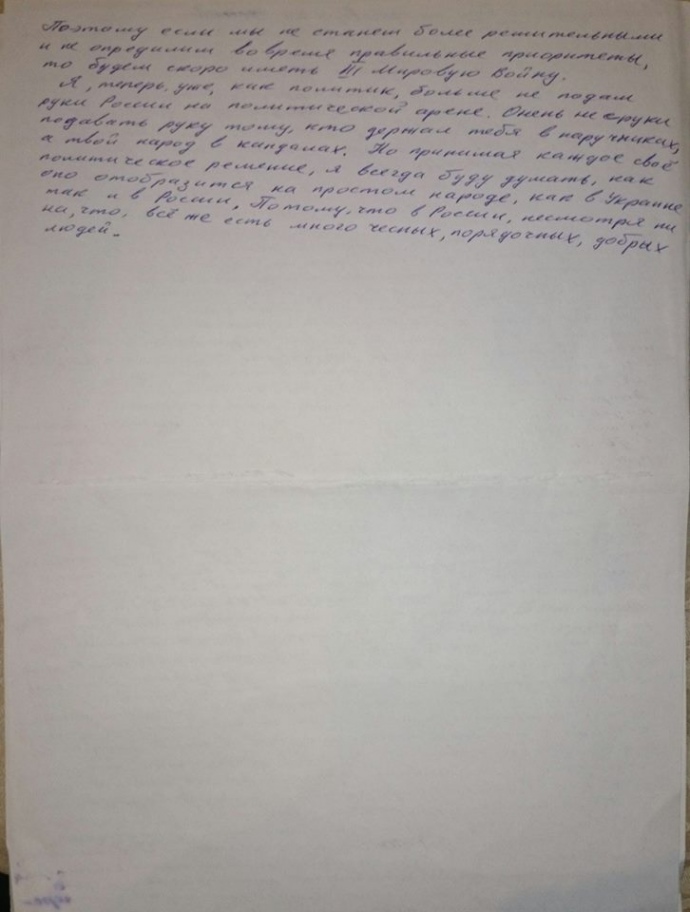 Поэтому если мы не станем более решительными
и не определим вовремя правильные приоритеты,
то будем скоро иметь III Мировую Войну.
Я, теперь уже, как политик, больше не подам
руки России на политической арене. Очень не с руки
подавать руку тому, кто держал тебя в наручниках,
а твой народ в кандалах. Но принимая каждое своё
политическое решение, я всегда буду думать, как
оно отобразится на простом народе, как в Украине
так и в России. Потому, что в России, несмотря ни
на, что, всё же есть много чесных, порядочных, добрых
людей.